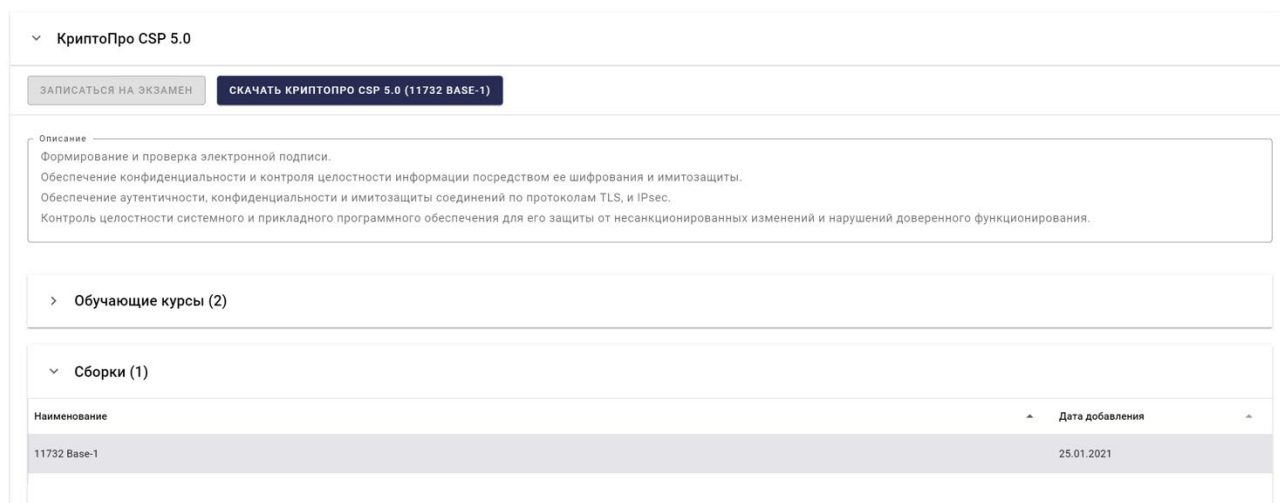 КриптоПро CSP 5.0
ЗАПИСАТЬСЯ НА ЭКЗАМЕН
СКАЧАТЬ КРИПТОПРО CSP 5.0 (11732 BASE-1)
Описание
Формирование и проверка электронной подписи.
Обеспечение конфиденциальности и контроля целостности информации посредством ее шифрования и имитозащиты.
Обеспечение аутентичности, конфиденциальности и имитозащиты соединений по протоколам TLS, и IPsec.
Контроль целостности системного и прикладного программного обеспечения для его защиты от несанкционированных изменений и нарушений доверенного функционирования.
Обучающие курсы (2)
Сборки (1)
Наименование Дата добавления
11732 Base-1 25.01.2021